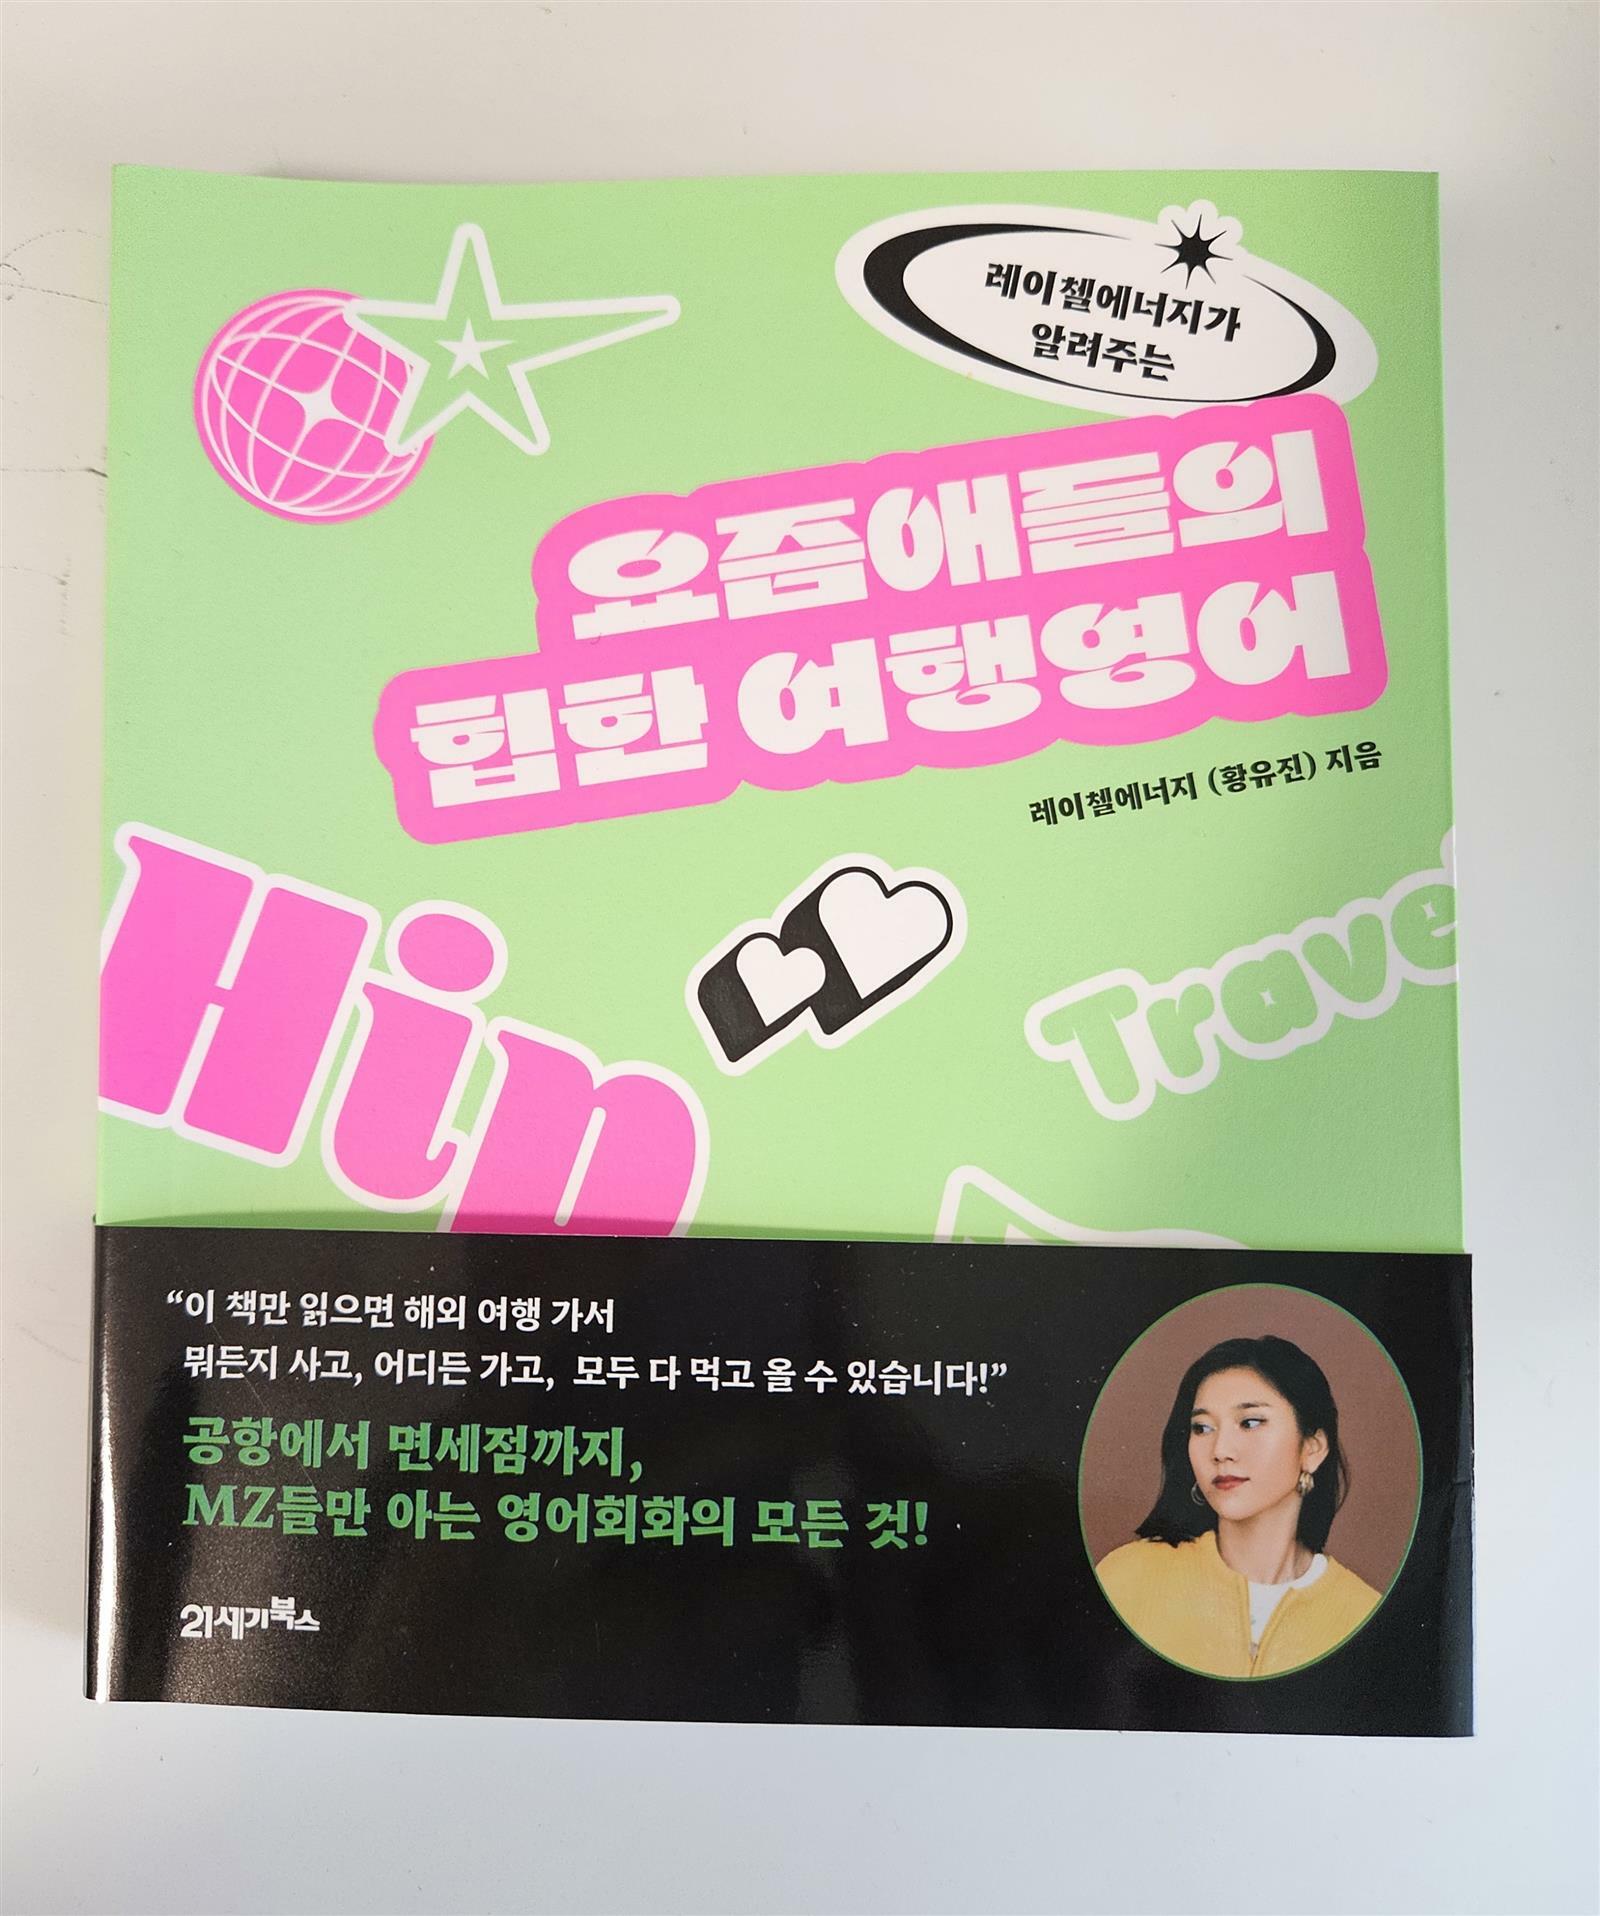 레이첼에너지가
알려주는
요즘애들의
힙한 여행영어
레이첼에너지 (황유진) 지음
Hip
Travel
“이 책만 읽으면 해외 여행 가서
뭐든지 사고, 어디든 가고, 모두 다 먹고 올 수 있습니다!”
공항에서 면세점까지,
MZ들만 아는 영어회화의 모든 것!
21세기북스